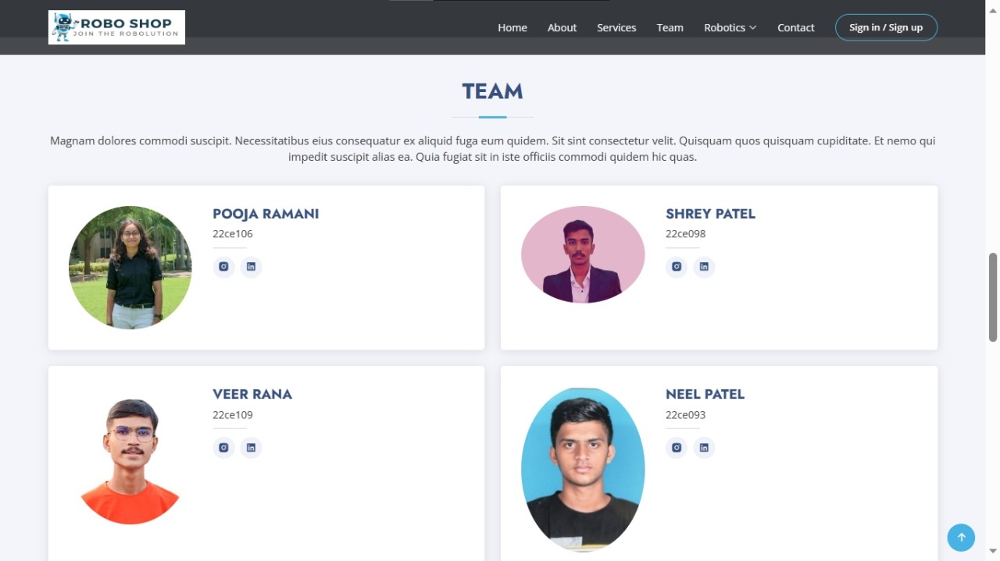 ROBO SHOP
JOIN THE ROBOLUTION
Home About Services Team Robotics Contact Sign in / Sign up
TEAM
Magnam dolores commodi suscipit. Necessitatibus eius consequatur ex aliquid fuga eum quidem. Sit sint consectetur velit. Quisquam quos quisquam cupiditate. Et nemo qui
impedit suscipit alias ea. Quia fugiat sit in iste officiis commodi quidem hic quas.
POOJA RAMANI
22ce106
SHREY PATEL
22ce098
VEER RANA
22ce109
NEEL PATEL
22ce093